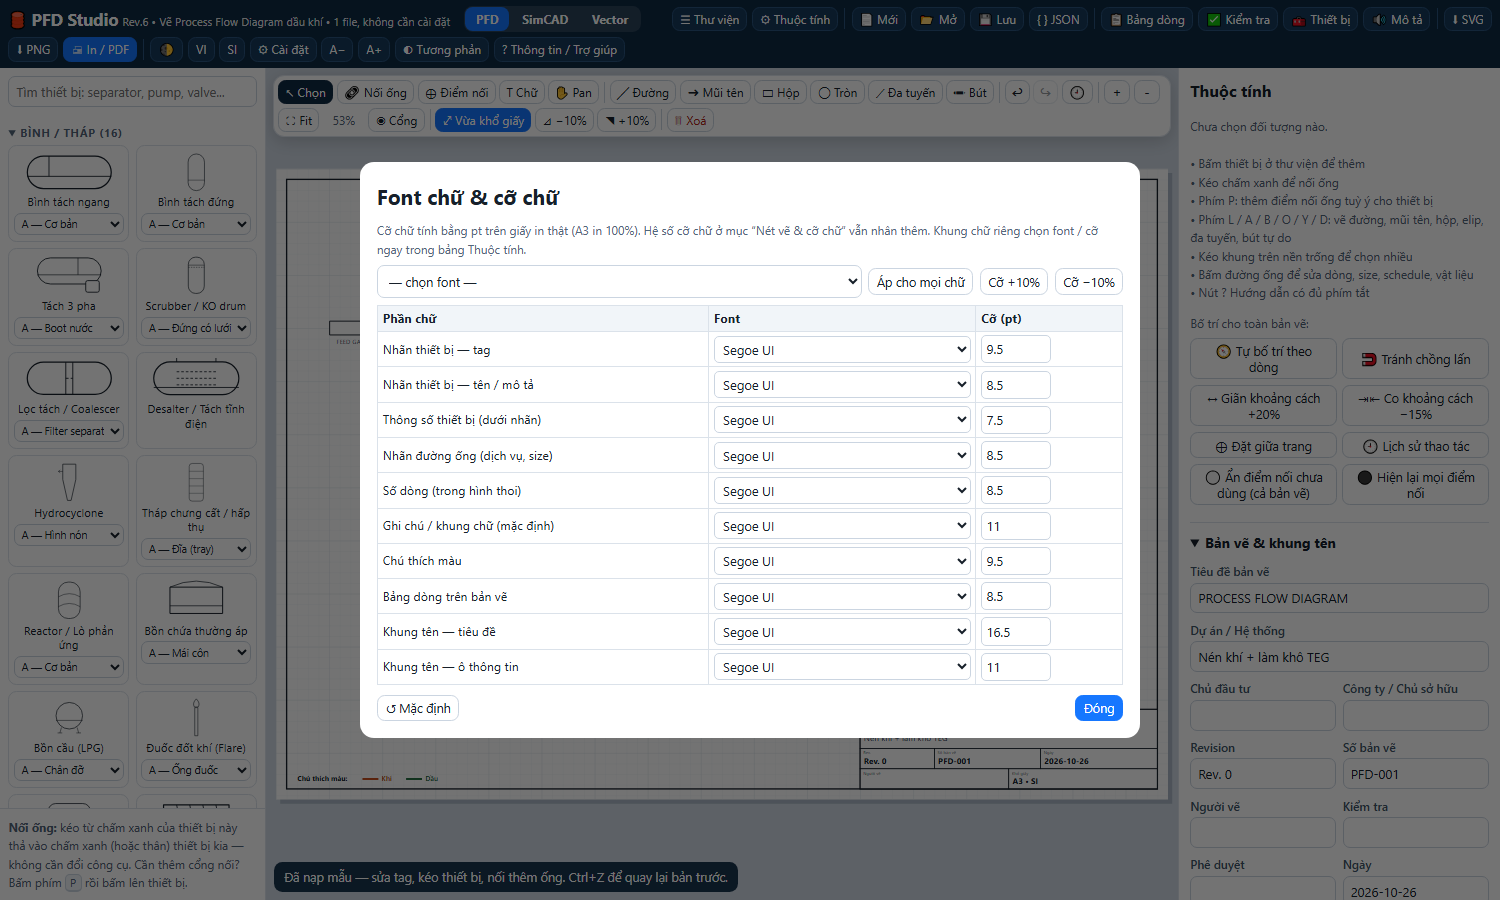 PFD Studio Rev.6 • Vẽ Process Flow Diagram dầu khí • 1 file, không cần cài đặt
PFD SimCAD Vector
☰ Thư viện
⚙ Thuộc tính
Mới
Mở
Lưu
{ } JSON
Bảng dòng
Kiểm tra
Thiết bị
Mô tả
⬇ SVG
⬇ PNG
In / PDF
VI
SI
⚙ Cài đặt
A−
A+
Tương phản
? Thông tin / Trợ giúp
Tìm thiết bị: separator, pump, valve...
▼ BÌNH / THÁP (16)
Bình tách ngang
A — Cơ bản
Bình tách đứng
A — Cơ bản
Tách 3 pha
A — Boot nước
Scrubber / KO drum
A — Đứng có lưới
Lọc tách / Coalescer
A — Filter separat
Desalter / Tách tĩnh điện
Hydrocyclone
A — Hình nón
Tháp chưng cất / hấp thụ
A — Đĩa (tray)
Reactor / Lò phản ứng
A — Cơ bản
Bồn chứa thường áp
A — Mái côn
Bồn cầu (LPG)
A — Chân đỡ
Đuốc đốt khí (Flare)
A — Ống đuốc
Nối ống: kéo từ chấm xanh của thiết bị này
thả vào chấm xanh (hoặc thân) thiết bị kia —
không cần đổi công cụ. Cần thêm cổng nối?
Bấm phím P rồi bấm lên thiết bị.
Chọn
Nối ống
Điểm nối
T Chữ
Pan
Đường
Mũi tên
Hộp
Tròn
Đa tuyến
Bút
+
-
Fit
53%
Cổng
Vừa khổ giấy
−10%
+10%
Xoá
Font chữ & cỡ chữ
Cỡ chữ tính bằng pt trên giấy in thật (A3 in 100%). Hệ số cỡ chữ ở mục “Nét vẽ & cỡ chữ” vẫn nhân thêm. Khung chữ riêng chọn font / cỡ
ngay trong bảng Thuộc tính.
— chọn font —
Áp cho mọi chữ
Cỡ +10%
Cỡ −10%
Phần chữ Font Cỡ (pt)
Nhãn thiết bị — tag Segoe UI 9.5
Nhãn thiết bị — tên / mô tả Segoe UI 8.5
Thông số thiết bị (dưới nhãn) Segoe UI 7.5
Nhãn đường ống (dịch vụ, size) Segoe UI 8.5
Số dòng (trong hình thoi) Segoe UI 8.5
Ghi chú / khung chữ (mặc định) Segoe UI 11
Chú thích màu Segoe UI 9.5
Bảng dòng trên bản vẽ Segoe UI 8.5
Khung tên — tiêu đề Segoe UI 16.5
Khung tên — ô thông tin Segoe UI 11
↺ Mặc định
Đóng
Chú thích màu: Khí Dầu
Rev. 0
PFD-001
2026-10-26
A3 • SI
Đã nạp mẫu — sửa tag, kéo thiết bị, nối thêm ống. Ctrl+Z để quay lại bản trước.
Thuộc tính
Chưa chọn đối tượng nào.
• Bấm thiết bị ở thư viện để thêm
• Kéo chấm xanh để nối ống
• Phím P: thêm điểm nối ống tuỳ ý cho thiết bị
• Phím L / A / B / O / Y / D: vẽ đường, mũi tên, hộp, elip,
đa tuyến, bút tự do
• Kéo khung trên nền trống để chọn nhiều
• Bấm đường ống để sửa dòng, size, schedule, vật liệu
• Nút ? Hướng dẫn có đủ phím tắt
Bố trí cho toàn bản vẽ:
Tự bố trí theo dòng
Tránh chồng lấn
Giãn khoảng cách +20%
Co khoảng cách −15%
Đặt giữa trang
Lịch sử thao tác
Ẩn điểm nối chưa dùng (cả bản vẽ)
Hiện lại mọi điểm nối
▼ Bản vẽ & khung tên
Tiêu đề bản vẽ
PROCESS FLOW DIAGRAM
Dự án / Hệ thống
Nén khí + làm khô TEG
Chủ đầu tư
Công ty / Chủ sở hữu
Revision
Số bản vẽ
Rev. 0
PFD-001
Người vẽ
Kiểm tra
Phê duyệt
Ngày
2026-10-26